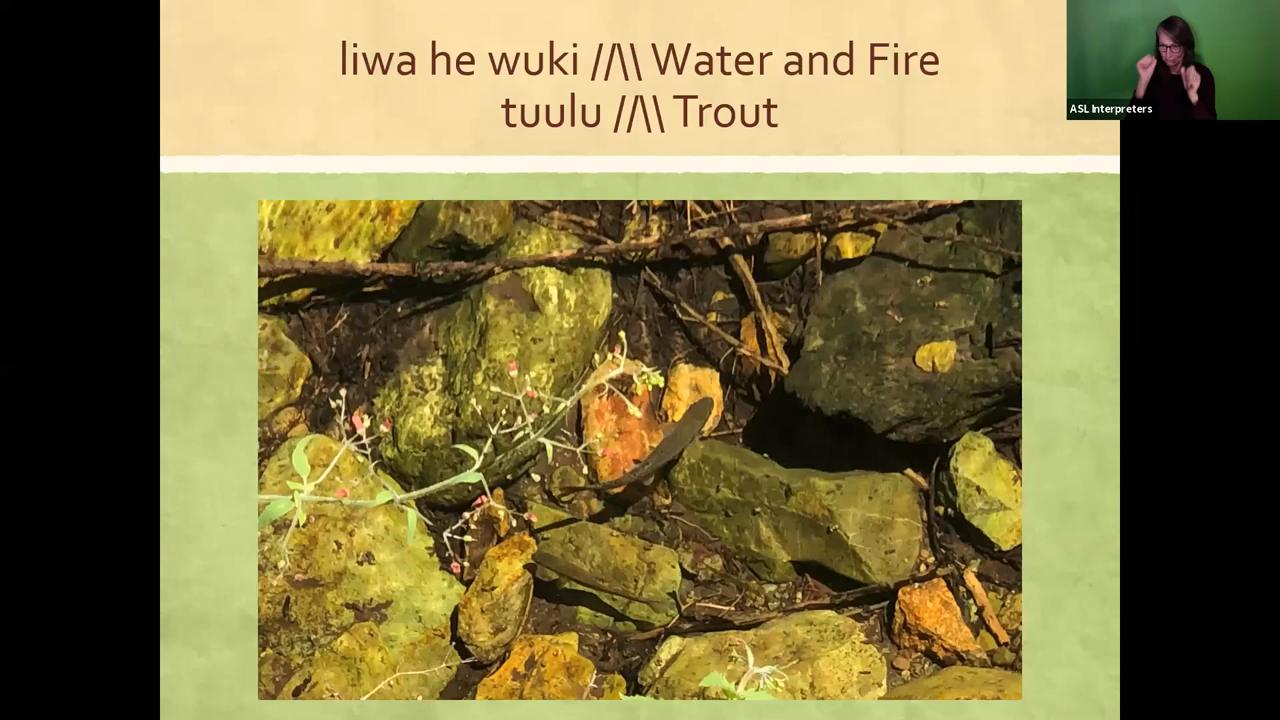 liwa he wuki //\\ Water and Fire
tuulu //\\ Trout
ASL Interpreters